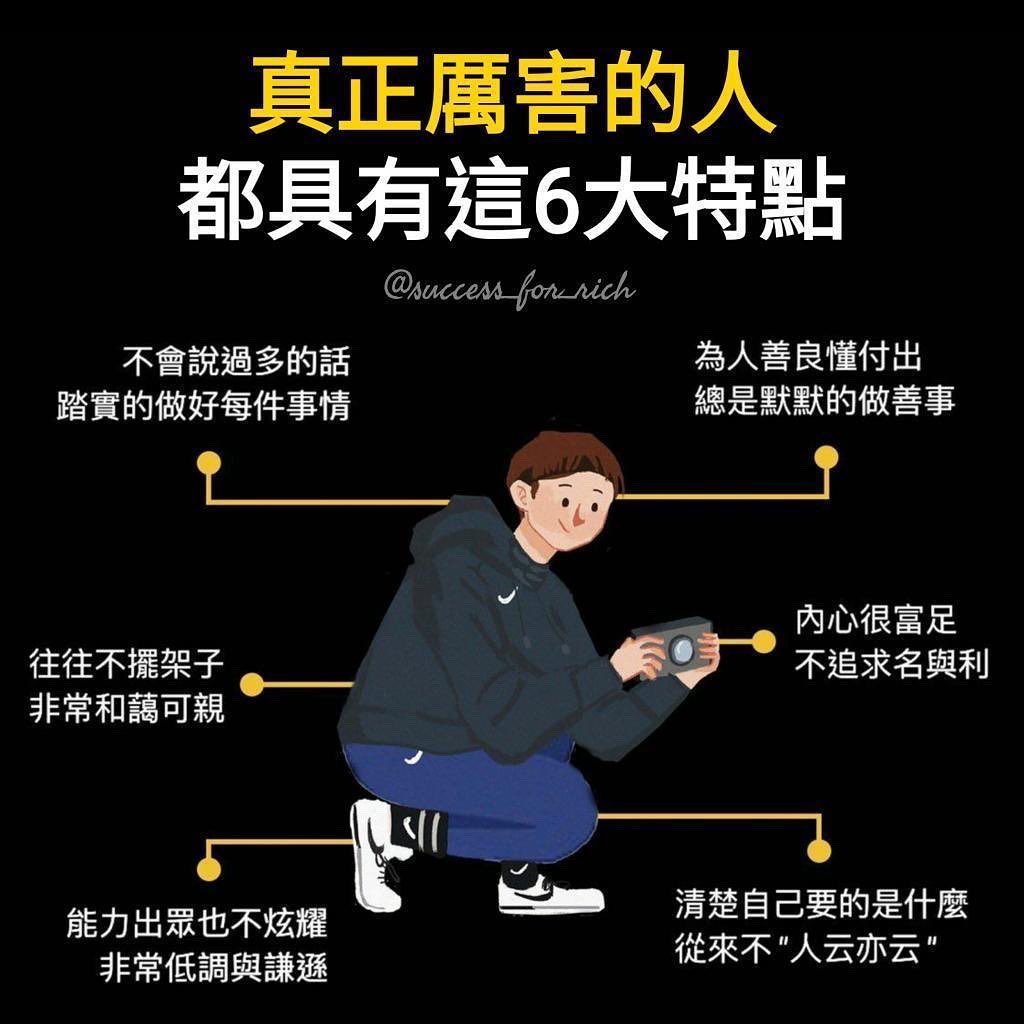 真正厲害的人
都具有這6大特點
@success_for_rich
不會說過多的話
踏實的做好每件事情
為人善良懂付出
總是默默的做善事
往往不擺架子
非常和藹可親
內心很富足
不追求名與利
能力出眾也不炫耀
非常低調與謙遜
清楚自己要的是什麼
從來不"人云亦云"